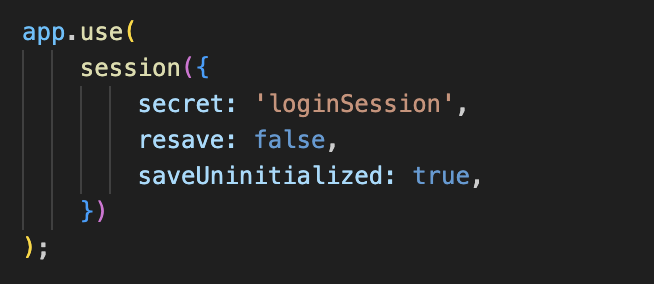 app.use(
    session({
        secret: 'loginSession',
        resave: false,
        saveUninitialized: true,
    })
);